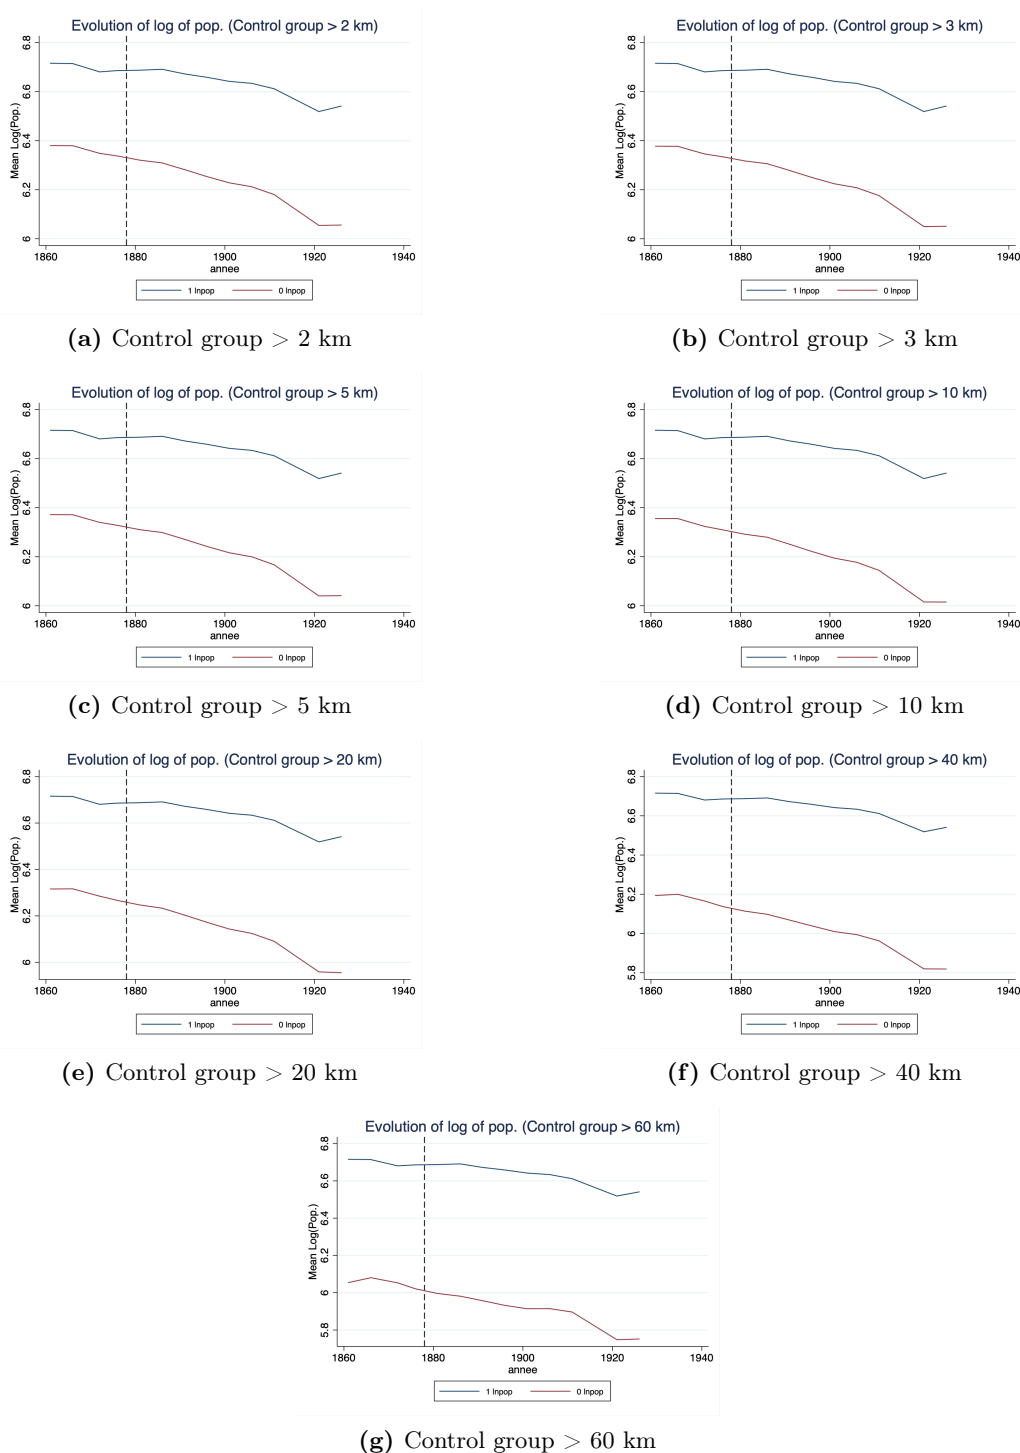 Evolution of log of pop. (Control group > 2 km)
Mean Log(Pop.)
6.8
6.6
6.4
6.2
6
1860 1880 1900 1920 1940
annee
1 lnpop 0 lnpop
(a) Control group > 2 km
Evolution of log of pop. (Control group > 3 km)
Mean Log(Pop.)
6.8
6.6
6.4
6.2
6
1860 1880 1900 1920 1940
annee
1 lnpop 0 lnpop
(b) Control group > 3 km
Evolution of log of pop. (Control group > 5 km)
Mean Log(Pop.)
6.8
6.6
6.4
6.2
6
1860 1880 1900 1920 1940
annee
1 lnpop 0 lnpop
(c) Control group > 5 km
Evolution of log of pop. (Control group > 10 km)
Mean Log(Pop.)
6.8
6.6
6.4
6.2
6
1860 1880 1900 1920 1940
annee
1 lnpop 0 lnpop
(d) Control group > 10 km
Evolution of log of pop. (Control group > 20 km)
Mean Log(Pop.)
6.8
6.6
6.4
6.2
6
1860 1880 1900 1920 1940
annee
1 lnpop 0 lnpop
(e) Control group > 20 km
Evolution of log of pop. (Control group > 40 km)
Mean Log(Pop.)
6.8
6.6
6.4
6.2
6
5.8
1860 1880 1900 1920 1940
annee
1 lnpop 0 lnpop
(f) Control group > 40 km
Evolution of log of pop. (Control group > 60 km)
Mean Log(Pop.)
6.8
6.6
6.4
6.2
6
5.8
1860 1880 1900 1920 1940
annee
1 lnpop 0 lnpop
(g) Control group > 60 km